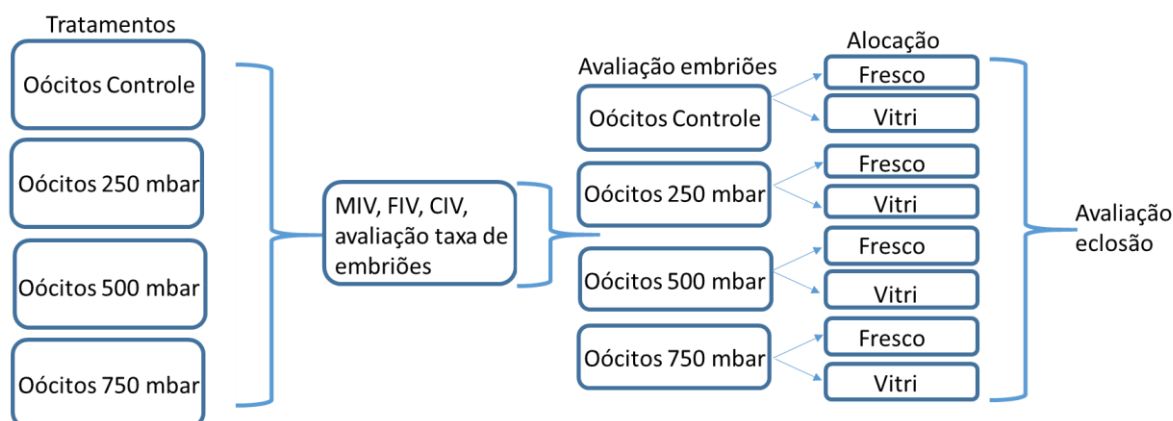 Tratamentos
Oócitos Controle
Oócitos 250 mbar
Oócitos 500 mbar
Oócitos 750 mbar
MIV, FIV, CIV,
avaliação taxa de
embriões
Avaliação embriões
Oócitos Controle
Oócitos 250 mbar
Oócitos 500 mbar
Oócitos 750 mbar
Alocação
Fresco
Vitri
Fresco
Vitri
Fresco
Vitri
Fresco
Vitri
Avaliação
eclosão